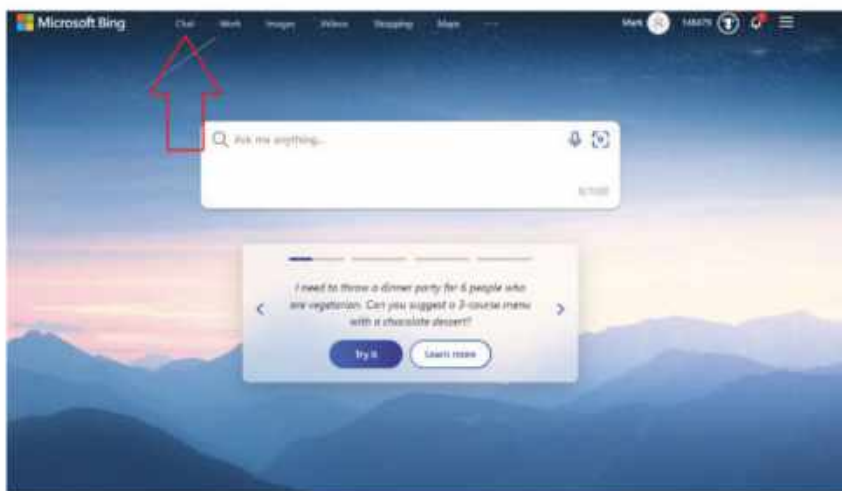 Microsoft Bing
Chat Work Images Videos Shopping Maps ...
Mark
Ask me anything...
I need to throw a dinner party for 6 people who
are vegetarian. Can you suggest a 3-course menu
with a chocolate dessert?
Try it
Learn more